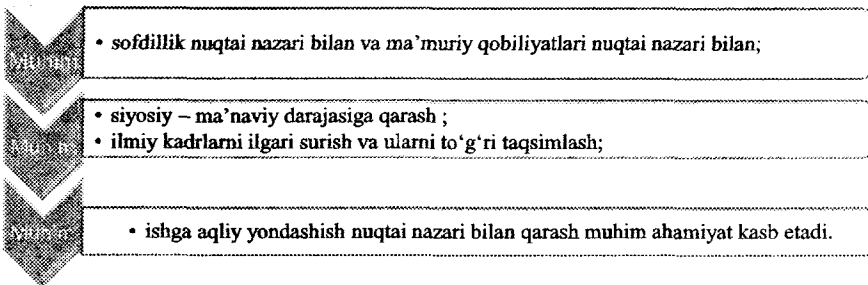 • sofdillik nuqtai nazari bilan va ma’muriy qobiliyatlari nuqtai nazari bilan;
• siyosiy – ma’naviy darajasiga qarash ;
• ilmiy kadrlarni ilgari surish va ularni to‘g‘ri taqsimlash;
• ishga aqliy yondashish nuqtai nazari bilan qarash muhim ahamiyat kasb etadi.